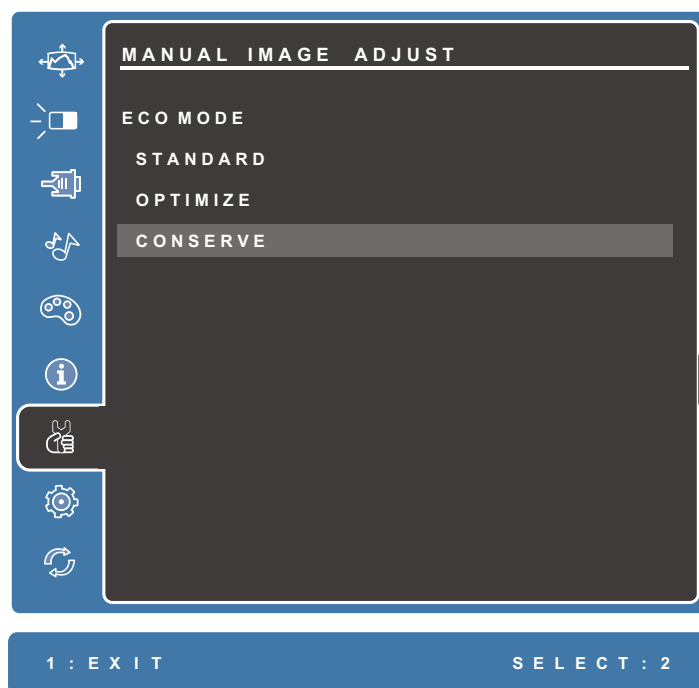 MANUAL IMAGE ADJUST
ECO MODE
STANDARD
OPTIMIZE
CONSERVE
1 : EXIT SELECT : 2